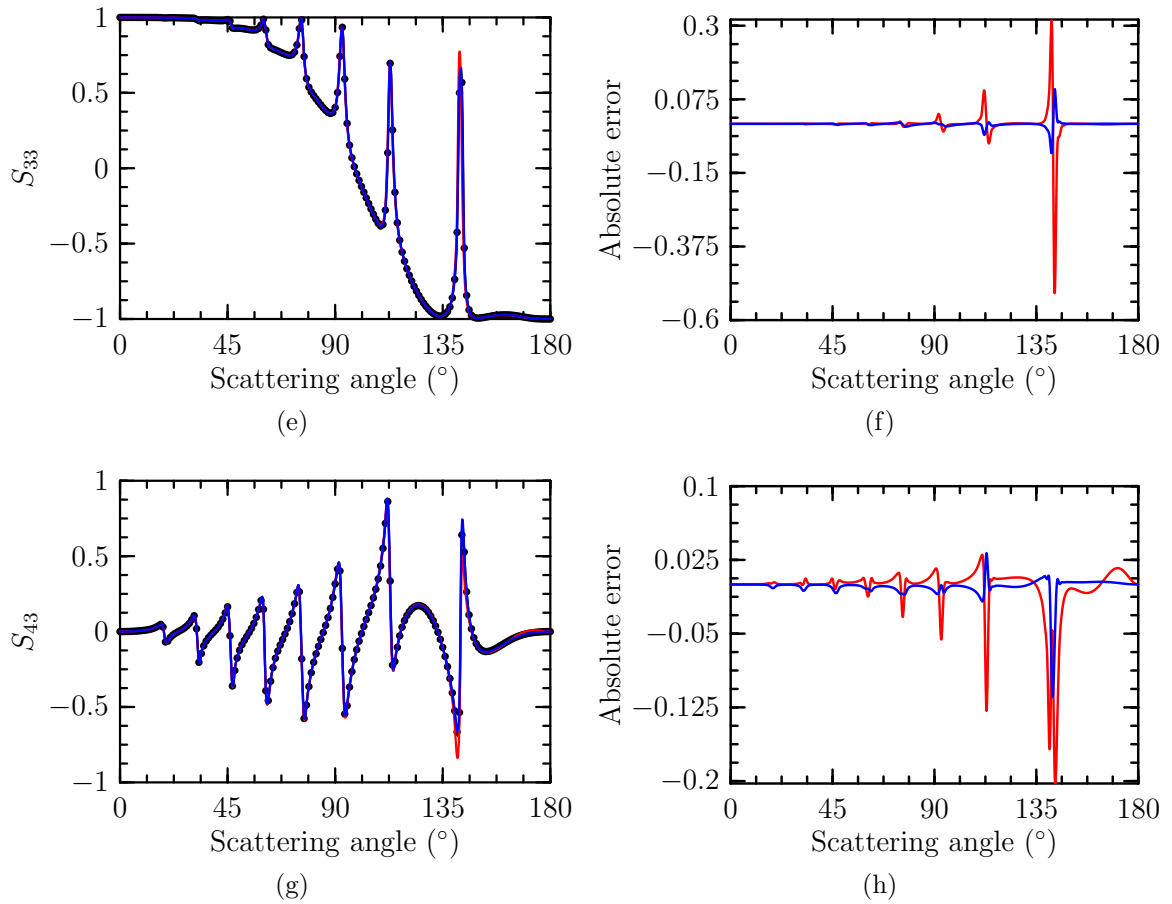 1
0.5
0
−0.5
−1
S33
0 45 90 135 180
Scattering angle (°)
(e)
0.3
0.075
−0.15
−0.375
−0.6
Absolute error
0 45 90 135 180
Scattering angle (°)
(f)
1
0.5
0
−0.5
−1
S43
0 45 90 135 180
Scattering angle (°)
(g)
0.1
0.025
−0.05
−0.125
−0.2
Absolute error
0 45 90 135 180
Scattering angle (°)
(h)